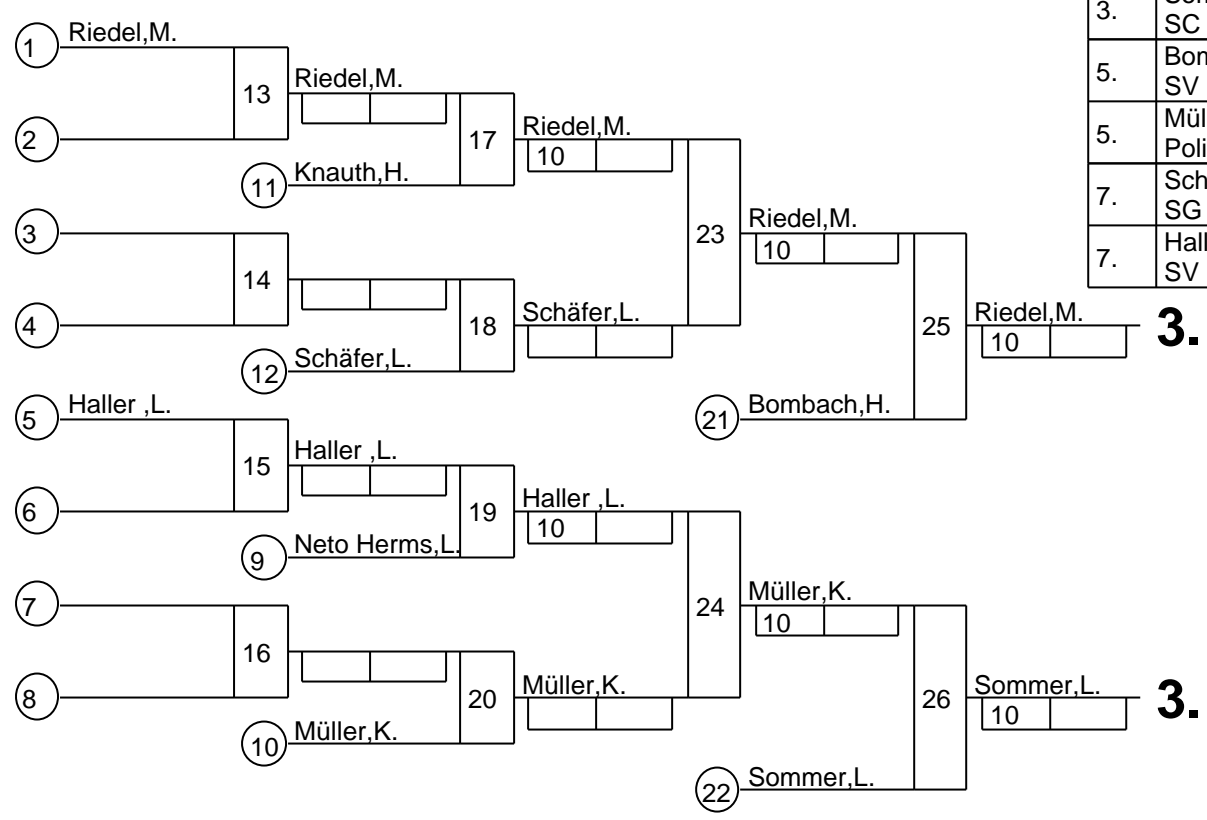 1 Riedel,M.
13
Riedel,M.
2
17
Riedel,M.
10
11 Knauth,H.
3
14
4
18
Schäfer,L.
12 Schäfer,L.
23
Riedel,M.
10
25
Riedel,M.
10
3.
21 Bombach,H.
5 Haller ,L.
15
Haller ,L.
6
19
Haller ,L.
10
9 Neto Herms,L.
7
16
8
20
Müller,K.
10 Müller,K.
24
Müller,K.
10
26
Sommer,L.
10
3.
22 Sommer,L.
3.
SC
5.
SV
5.
7.
SG
7.
SV